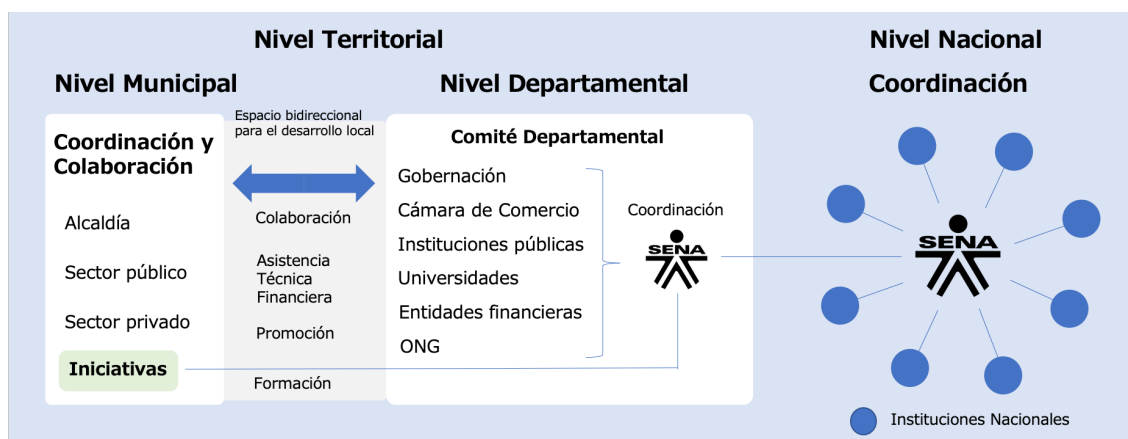 Nivel Territorial
Nivel Nacional
Nivel Municipal
Nivel Departamental
Coordinación
Espacio bidireccional
para el desarrollo local
Coordinación y
Colaboración
Alcaldía
Sector público
Sector privado
Iniciativas
Colaboración
Asistencia
Técnica
Financiera
Promoción
Formación
Comité Departamental
Gobernación
Cámara de Comercio
Instituciones públicas
Universidades
Entidades financieras
ONG
Coordinación
SENA
SENA
Instituciones Nacionales